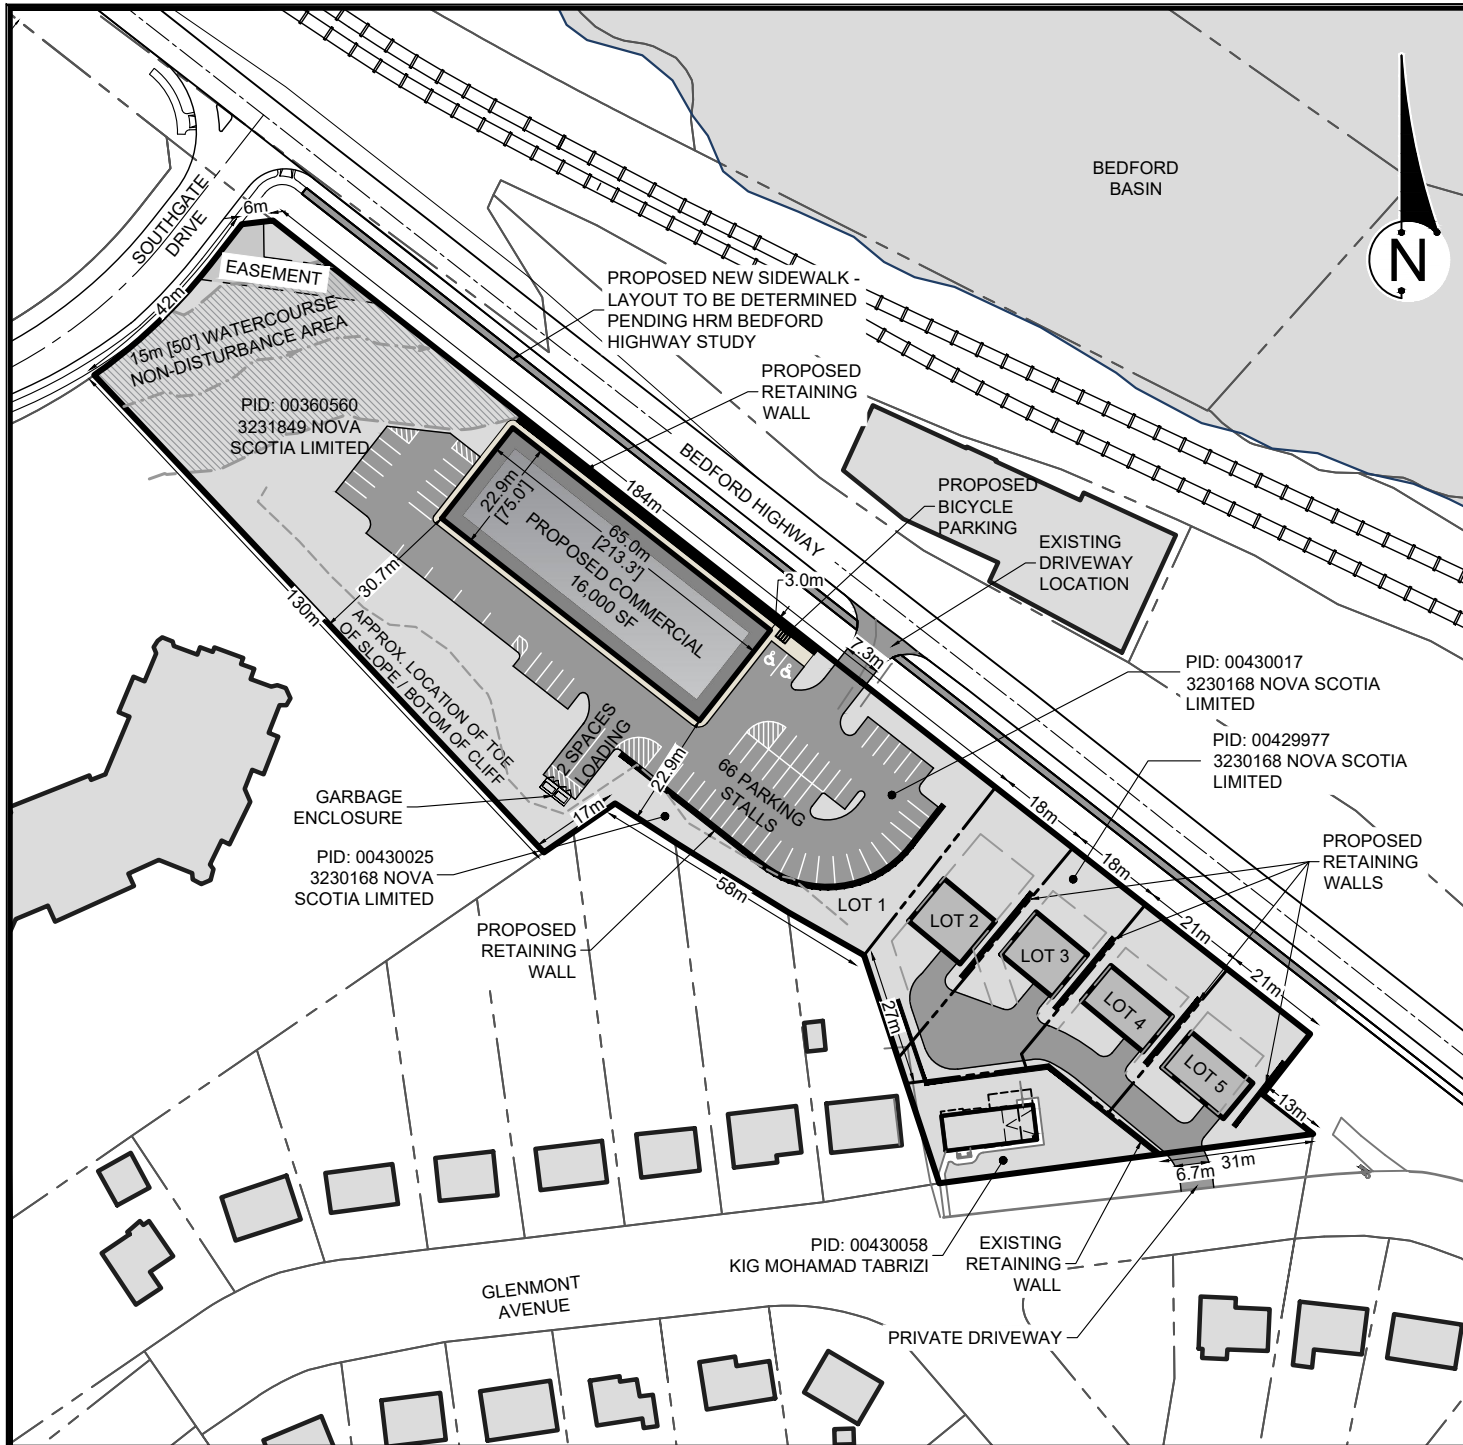 BEDFORD
BASIN
N
SOUTHGATE
DRIVE
6m
EASEMENT
42m
15m [50'] WATERCOURSE
NON-DISTURBANCE AREA
PID: 00360560
3231849 NOVA
SCOTIA LIMITED
PROPOSED NEW SIDEWALK -
LAYOUT TO BE DETERMINED
PENDING HRM BEDFORD
HIGHWAY STUDY
PROPOSED
RETAINING
WALL
BEDFORD HIGHWAY
184m
PROPOSED
BICYCLE
PARKING
EXISTING
DRIVEWAY
LOCATION
3.0m
7.3m
22.9m
[75.0']
65.0m
[213.3']
PROPOSED COMMERCIAL
16,000 SF
30.7m
130m
APPROX. LOCATION OF TOE
OF SLOPE / BOTOM OF CLIFF
2 SPACES
LOADING
22.9m
66 PARKING
STALLS
PID: 00430017
3230168 NOVA SCOTIA
LIMITED
PID: 00429977
3230168 NOVA SCOTIA
LIMITED
GARBAGE
ENCLOSURE
17m
PID: 00430025
3230168 NOVA
SCOTIA LIMITED
58m
PROPOSED
RETAINING
WALL
PROPOSED
RETAINING
WALLS
18m
18m
21m
21m
LOT 1
LOT 2
LOT 3
LOT 4
LOT 5
27m
13m
6.7m
31m
PID: 00430058
KIG MOHAMAD TABRIZI
EXISTING
RETAINING
WALL
PRIVATE DRIVEWAY
GLENMONT
AVENUE